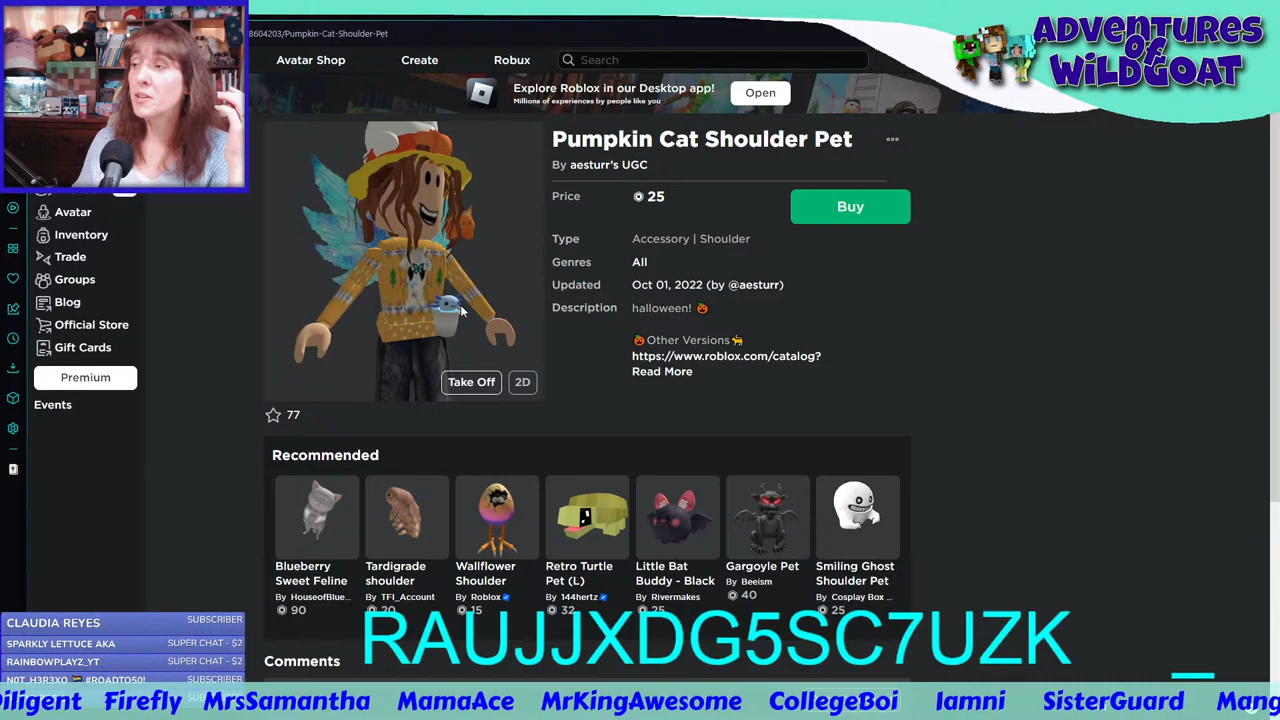 8604203/Pumpkin-Cat-Shoulder-Pet
ADVENTURES
OF
WILDGOAT
Avatar Shop
Create
Robux
Search
Explore Roblox in our Desktop app!
Millions of experiences by people like you
Open
Avatar
Inventory
Trade
Groups
Blog
Official Store
Gift Cards
Premium
Events
Take Off
2D
77
Pumpkin Cat Shoulder Pet
By aesturr's UGC
Price 25
Buy
Type Accessory | Shoulder
Genres All
Updated Oct 01, 2022 (by @aesturr)
Description halloween! 🎃
🎃Other Versions🐈
https://www.roblox.com/catalog?
Read More
Recommended
Blueberry
Sweet Feline
By HouseofBlue...
90
Tardigrade
shoulder
By TFI_Account
20
Wallflower
Shoulder
By Roblox
15
Retro Turtle
Pet (L)
By 144hertz
32
Little Bat
Buddy - Black
By Rivermakes
25
Gargoyle Pet
By Beeism
40
Smiling Ghost
Shoulder Pet
By Cosplay Box ...
25
Comments
RAUJJXDG5SC7UZK
CLAUDIA REYES SUBSCRIBER
SPARKLY LETTUCE AKA SUPER CHAT - $2
RAINBOWPLAYZ_YT SUPER CHAT - $2
N0T_H3R3XO #ROADTO50! SUBSCRIBER
Diligent Firefly MrsSamantha MamaAce MrKingAwesome CollegeBoi Iamni SisterGuard Mang